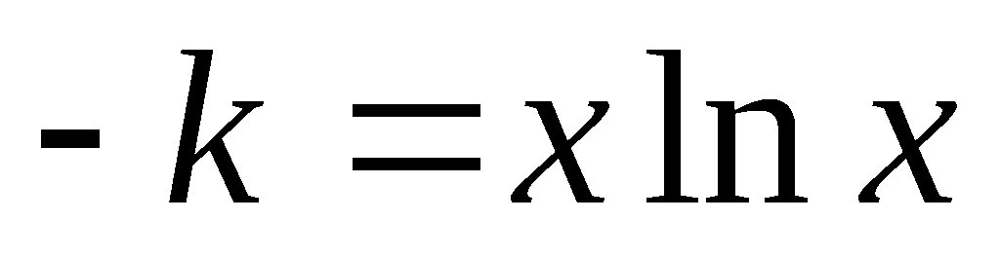 - k = x ln x